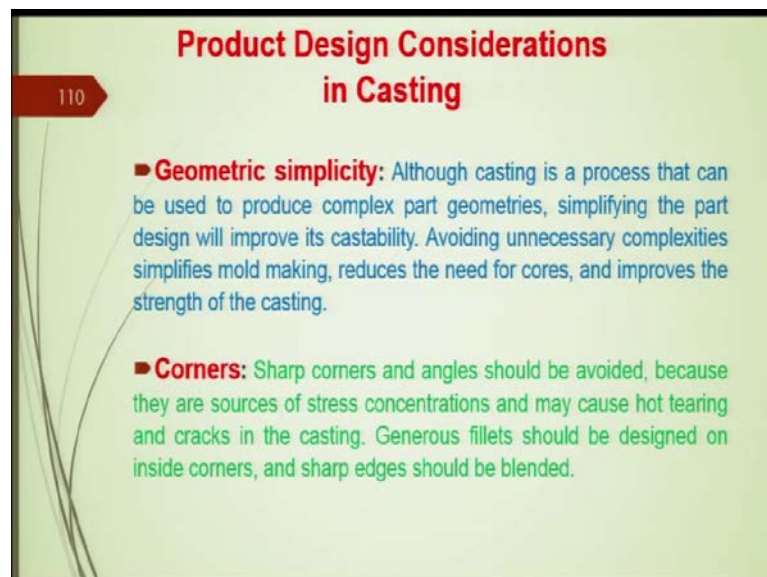 Product Design Considerations
in Casting
110
Geometric simplicity: Although casting is a process that can
be used to produce complex part geometries, simplifying the part
design will improve its castability. Avoiding unnecessary complexities
simplifies mold making, reduces the need for cores, and improves the
strength of the casting.
Corners: Sharp corners and angles should be avoided, because
they are sources of stress concentrations and may cause hot tearing
and cracks in the casting. Generous fillets should be designed on
inside corners, and sharp edges should be blended.